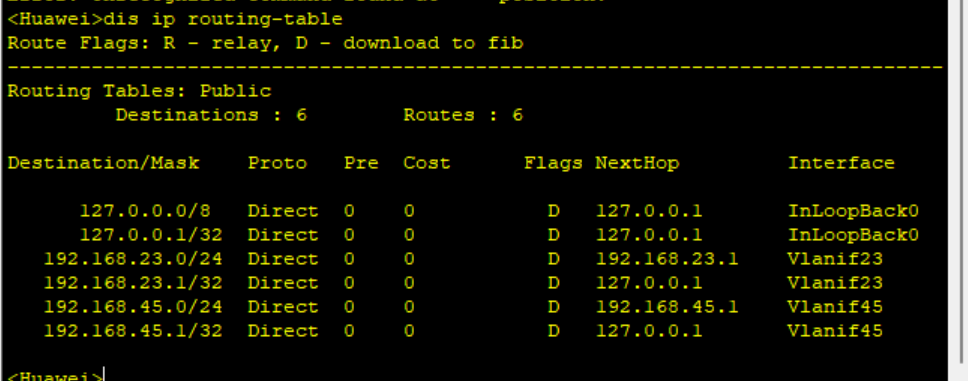 <Huawei>dis ip routing-table
Route Flags: R - relay, D - download to fib
------------------------------------------------------------------------------
Routing Tables: Public
         Destinations : 6        Routes : 6

Destination/Mask    Proto   Pre  Cost      Flags NextHop         Interface

      127.0.0.0/8   Direct  0    0           D   127.0.0.1       InLoopBack0
      127.0.0.1/32  Direct  0    0           D   127.0.0.1       InLoopBack0
   192.168.23.0/24  Direct  0    0           D   192.168.23.1    Vlanif23
   192.168.23.1/32  Direct  0    0           D   127.0.0.1       Vlanif23
   192.168.45.0/24  Direct  0    0           D   192.168.45.1    Vlanif45
   192.168.45.1/32  Direct  0    0           D   127.0.0.1       Vlanif45

<Huawei>